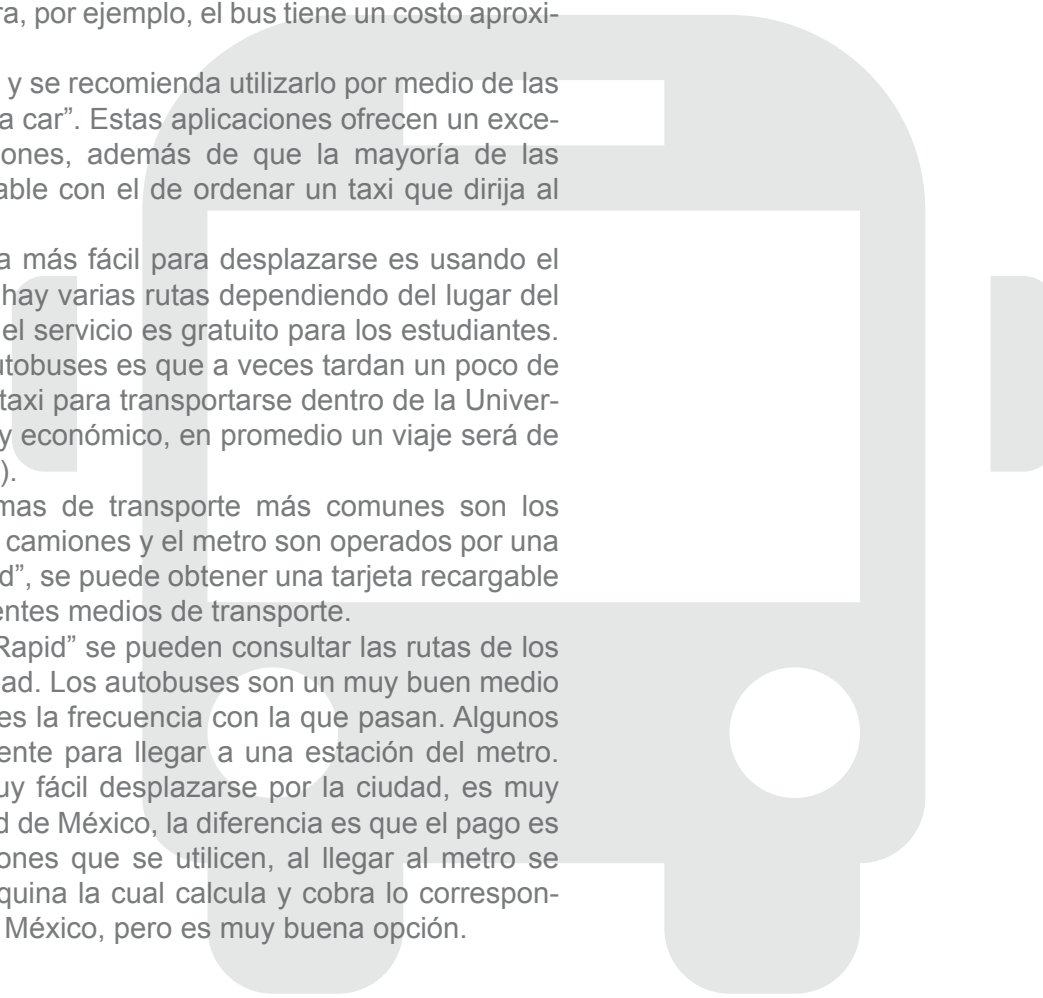 ra, por ejemplo, el bus tiene un costo aproxi-
y se recomienda utilizarlo por medio de las
a car”. Estas aplicaciones ofrecen un exce-
ones, además de que la mayoría de las
able con el de ordenar un taxi que dirija al
a más fácil para desplazarse es usando el
hay varias rutas dependiendo del lugar del
el servicio es gratuito para los estudiantes.
utobuses es que a veces tardan un poco de
taxi para transportarse dentro de la Univer-
y económico, en promedio un viaje será de
).
mas de transporte más comunes son los
camiones y el metro son operados por una
d”, se puede obtener una tarjeta recargable
entes medios de transporte.
Rapid” se pueden consultar las rutas de los
ad. Los autobuses son un muy buen medio
es la frecuencia con la que pasan. Algunos
ente para llegar a una estación del metro.
uy fácil desplazarse por la ciudad, es muy
d de México, la diferencia es que el pago es
ones que se utilicen, al llegar al metro se
quina la cual calcula y cobra lo correspon-
México, pero es muy buena opción.